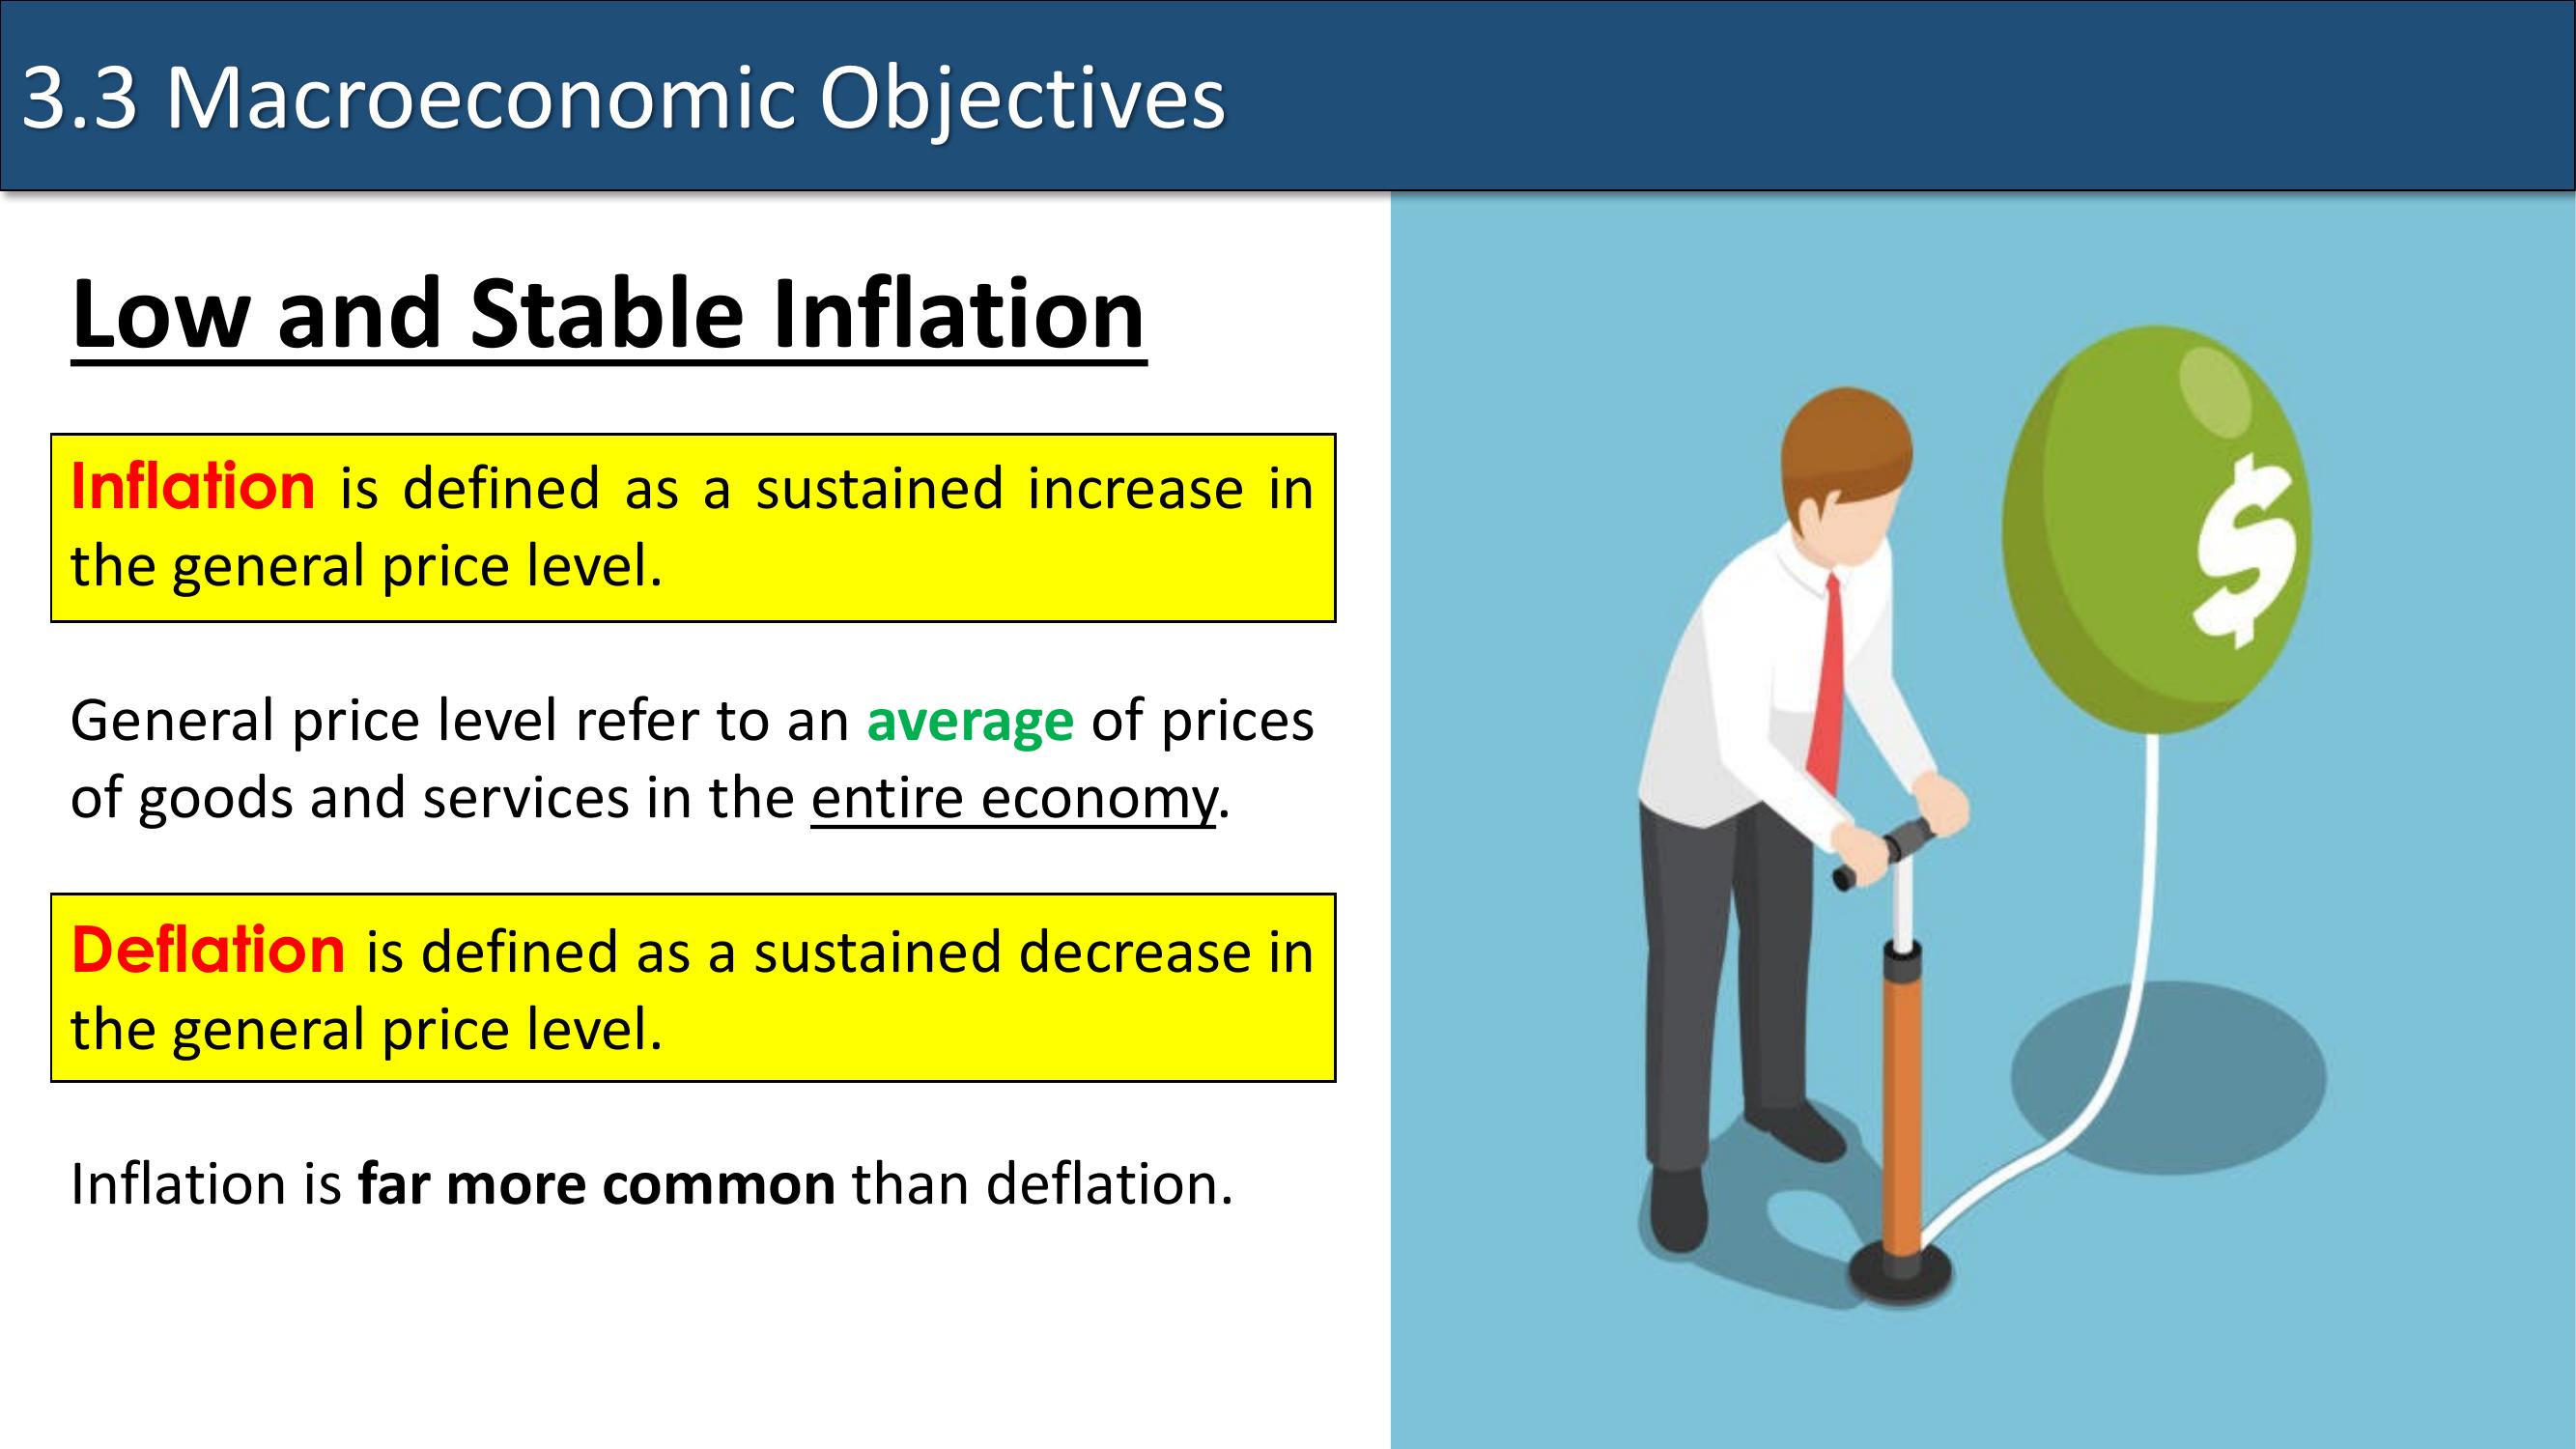 3.3 Macroeconomic Objectives
Low and Stable Inflation
Inflation is defined as a sustained increase in
the general price level.
General price level refer to an average of prices
of goods and services in the entire economy.
Deflation is defined as a sustained decrease in
the general price level.
Inflation is far more common than deflation.
$